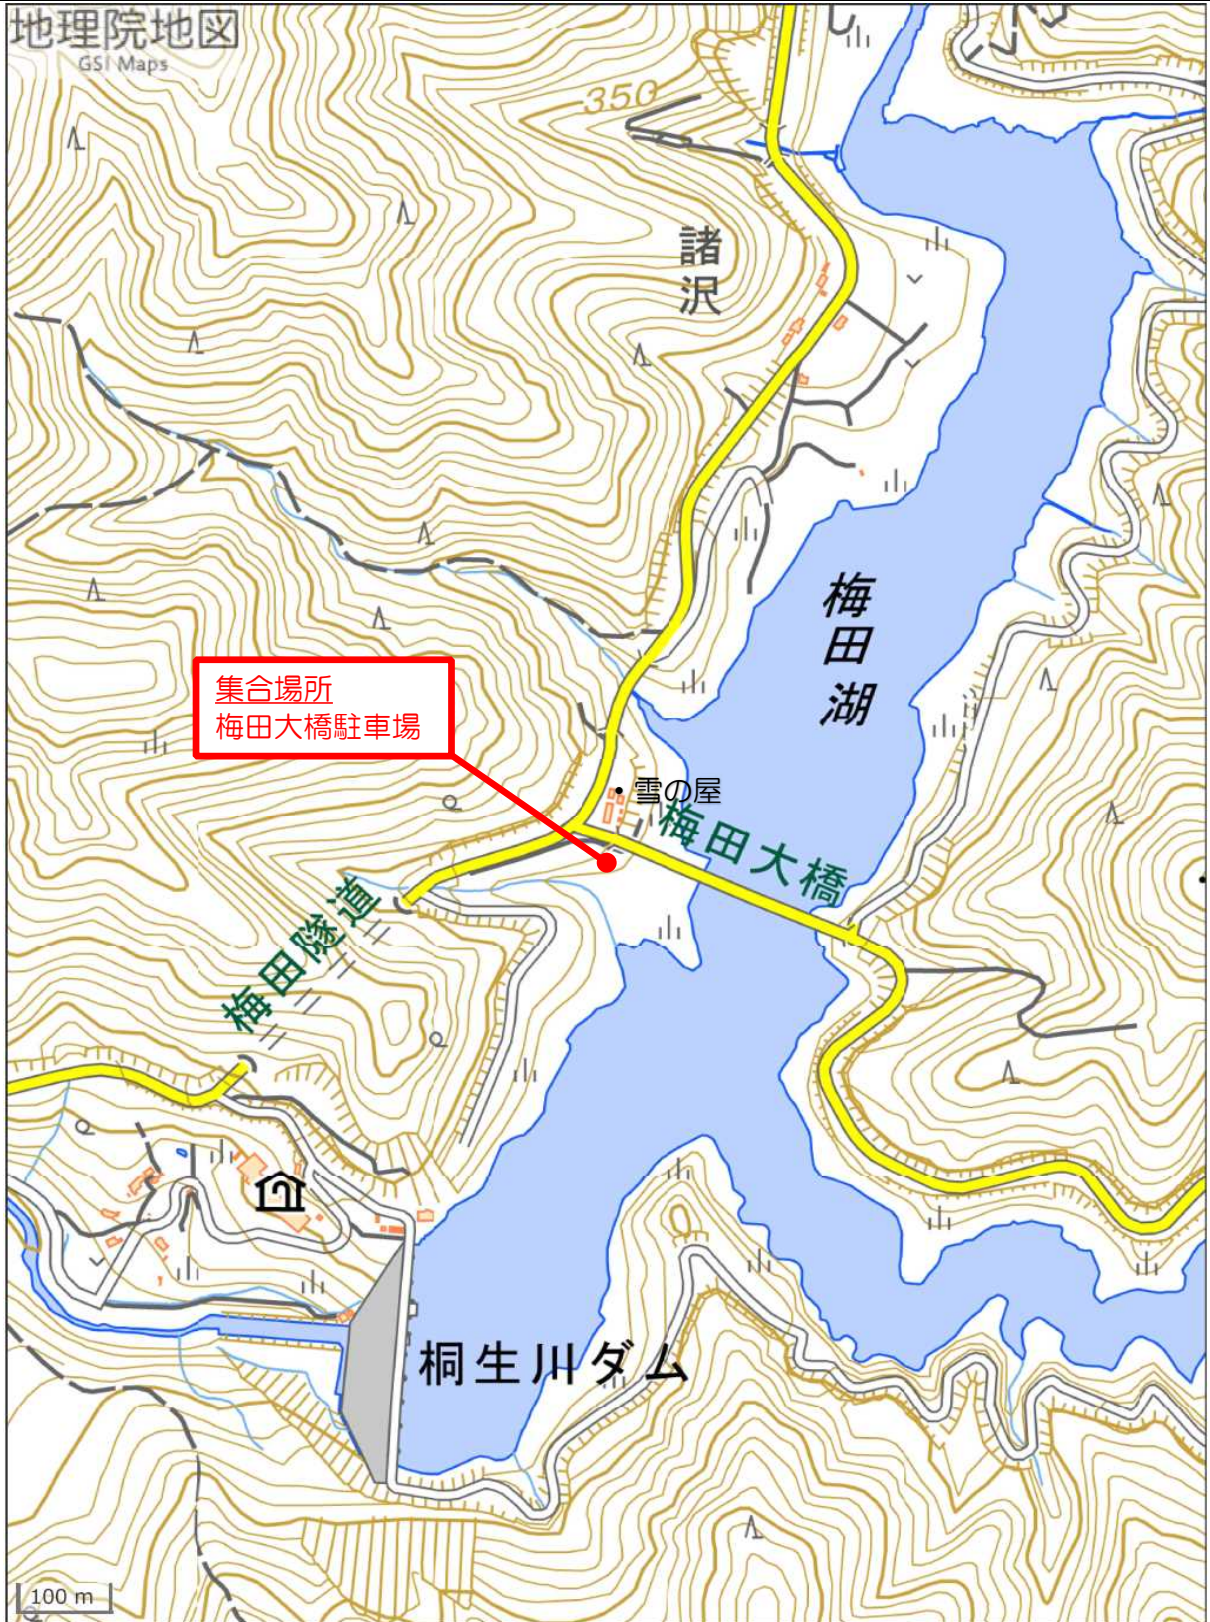 地理院地図
GSI Maps
350
諸沢
梅田湖
集合場所
梅田大橋駐車場
雪の屋
梅田大橋
梅田隧道
桐生川ダム
100 m